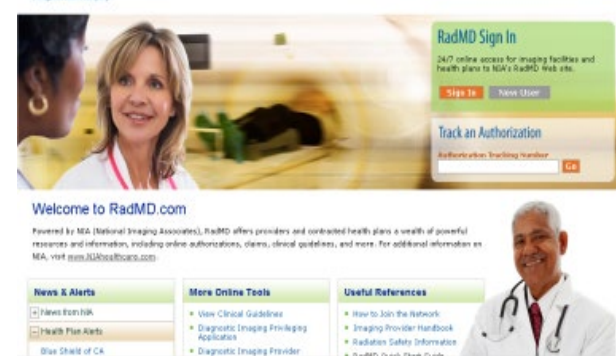 RadMD Sign In
24/7 online access for imaging facilities and
health plans to NIA's RadMD Web site.
Sign In New User
Track an Authorization
Authorization Tracking Number
Go
Welcome to RadMD.com
Powered by NIA (National Imaging Associates), RadMD offers providers and contracted health plans a wealth of powerful
resources and information, including online authorizations, claims, clinical guidelines, and more. For additional information on
NIA, visit www.NIAhealthcare.com.
News & Alerts
News from NIA
Health Plan Alerts
Blue Shield of CA
More Online Tools
View Clinical Guidelines
Diagnostic Imaging Privileging
Application
Diagnostic Imaging Provider
Useful References
How to Join the Network
Imaging Provider Handbook
Radiation Safety Information
RadMD Quick Start Guide